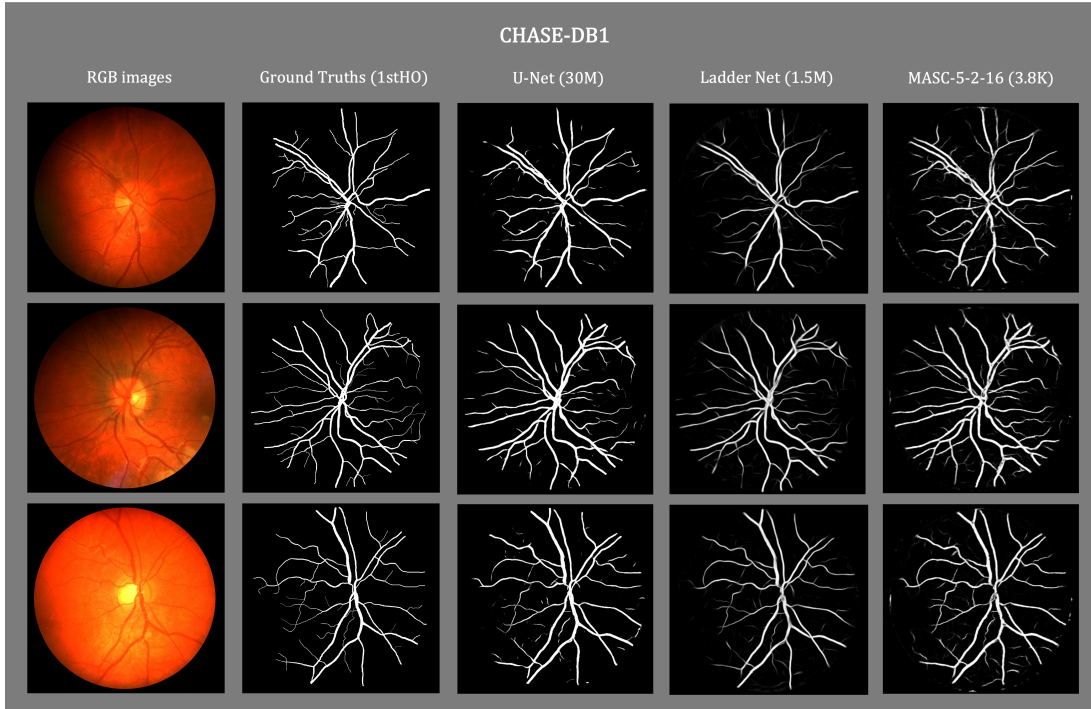 CHASE-DB1
RGB images
Ground Truths (1stHO)
U-Net (30M)
Ladder Net (1.5M)
MASC-5-2-16 (3.8K)